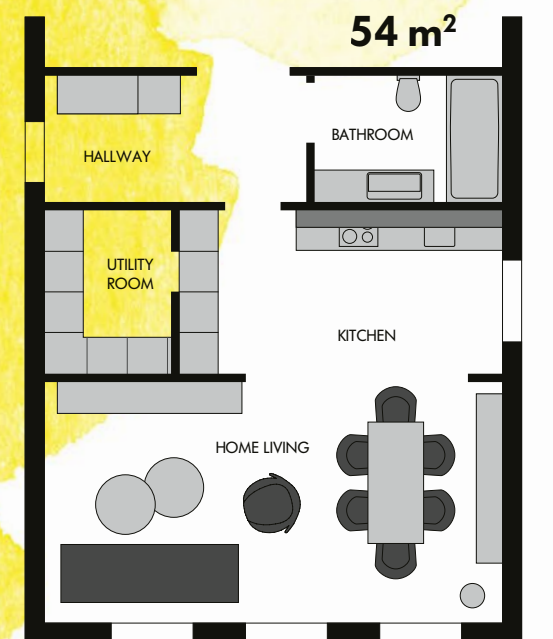 54 m²
BATHROOM
HALLWAY
UTILITY
ROOM
KITCHEN
HOME LIVING